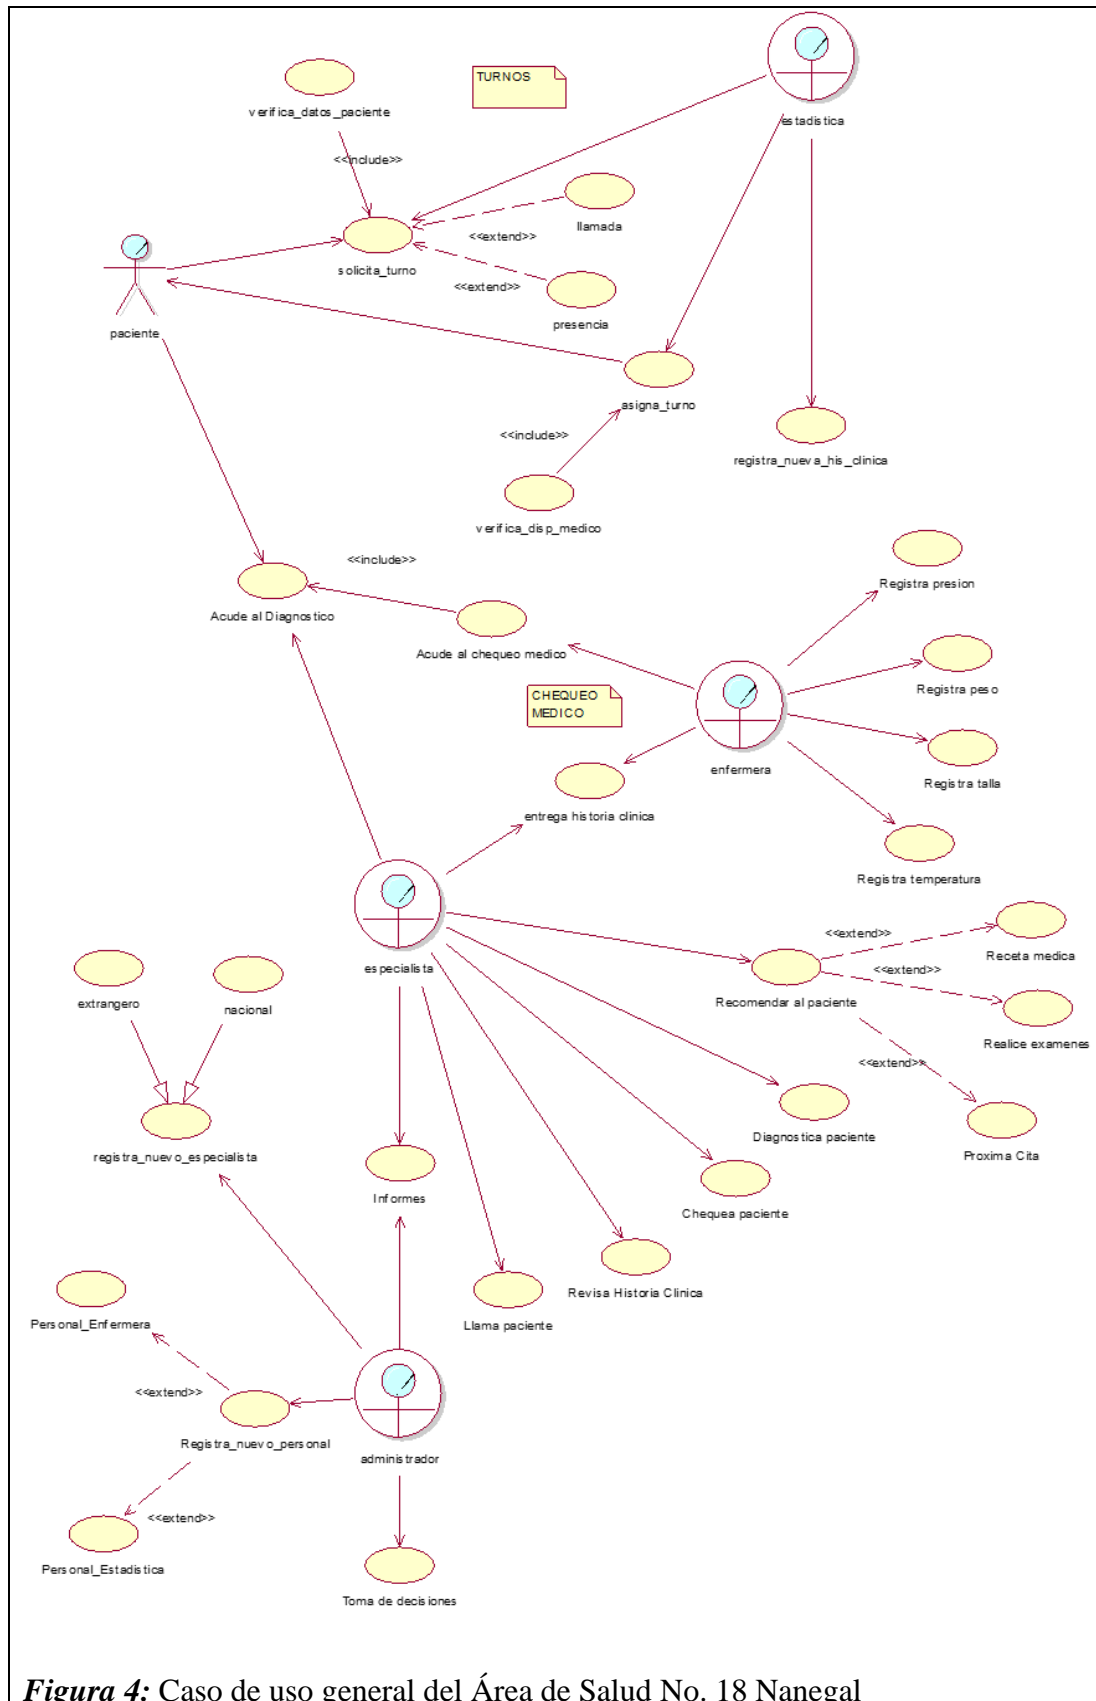 TURNOS
verifica_datos_paciente
estadistica
<<include>>
llamada
<<extend>>
solicita_turno
<<extend>>
presencia
paciente
asigna_turno
<<include>>
registra_nueva_his_clinica
verifica_disp_medico
<<include>>
Registra presion
Acude al Diagnostico
Acude al chequeo medico
CHEQUEO
MEDICO
Registra peso
enfermera
Registra talla
entrega historia clinica
Registra temperatura
<<extend>>
Receta medica
especialista
<<extend>>
extrangero
nacional
Recomendar al paciente
Realice examenes
<<extend>>
Diagnostica paciente
registra_nuevo_especialista
Proxima Cita
Informes
Chequea paciente
Revisa Historia Clinica
Personal_Enfermera
Llama paciente
<<extend>>
Registra_nuevo_personal
administrador
<<extend>>
Personal_Estadistica
Toma de decisiones
Figura 4: Caso de uso general del Área de Salud No. 18 Nanegal